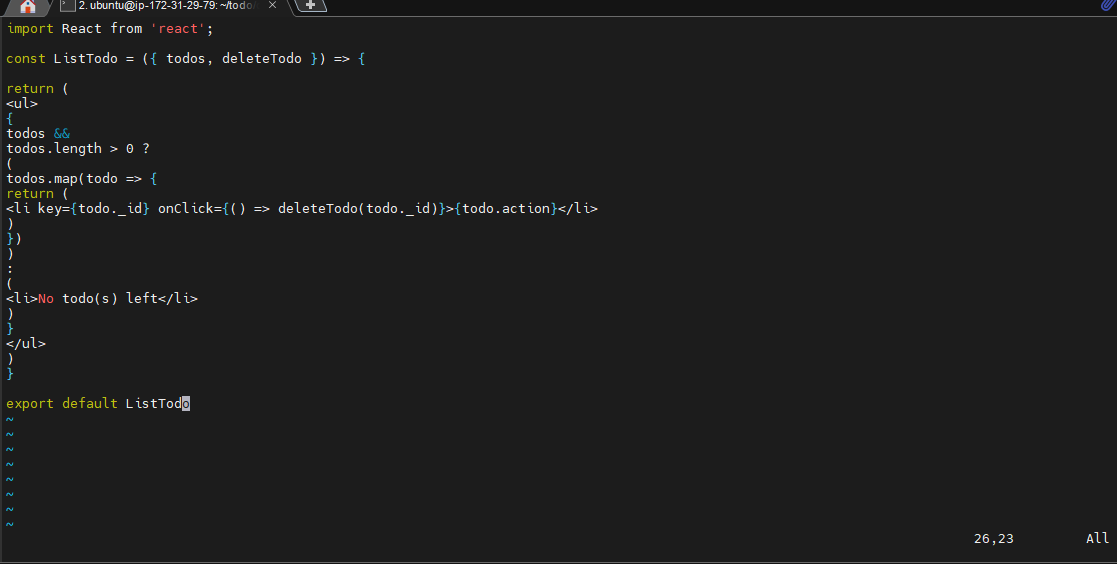 2. ubuntu@ip-172-31-29-79: ~/todo
import React from 'react';
const ListTodo = ({ todos, deleteTodo }) => {
return (
<ul>
{
todos &&
todos.length > 0 ?
(
todos.map(todo => {
return (
<li key={todo._id} onClick={() => deleteTodo(todo._id)}>{todo.action}</li>
)
})
)
:
(
<li>No todo(s) left</li>
)
}
</ul>
)
}
export default ListTodo
~
~
~
~
~
~
~
~
26,23 All